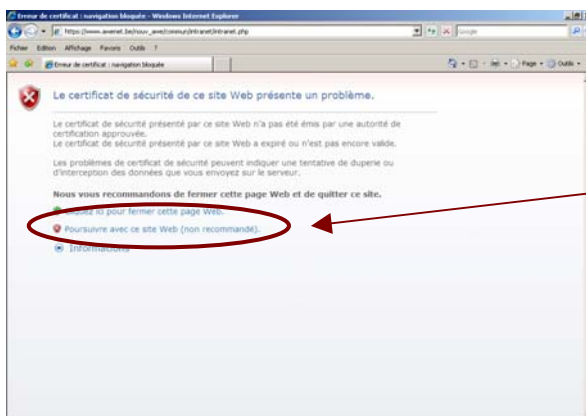 Erreur de certificat : navigation bloquée - Windows Internet Explorer
https://www.awenet.be/nouv_awe/commun/intranet/intranet.php
Google
Fichier Edition Affichage Favoris Outils ?
Erreur de certificat : navigation bloquée
Page Outils
Le certificat de sécurité de ce site Web présente un problème.
Le certificat de sécurité présenté par ce site Web n'a pas été émis par une autorité de
certification approuvée.
Le certificat de sécurité présenté par ce site Web a expiré ou n'est pas encore valide.
Les problèmes de certificat de sécurité peuvent indiquer une tentative de duperie ou
d'interception des données que vous envoyez sur le serveur.
Nous vous recommandons de fermer cette page Web et de quitter ce site.
Cliquez ici pour fermer cette page Web.
Poursuivre avec ce site Web (non recommandé).
Informations